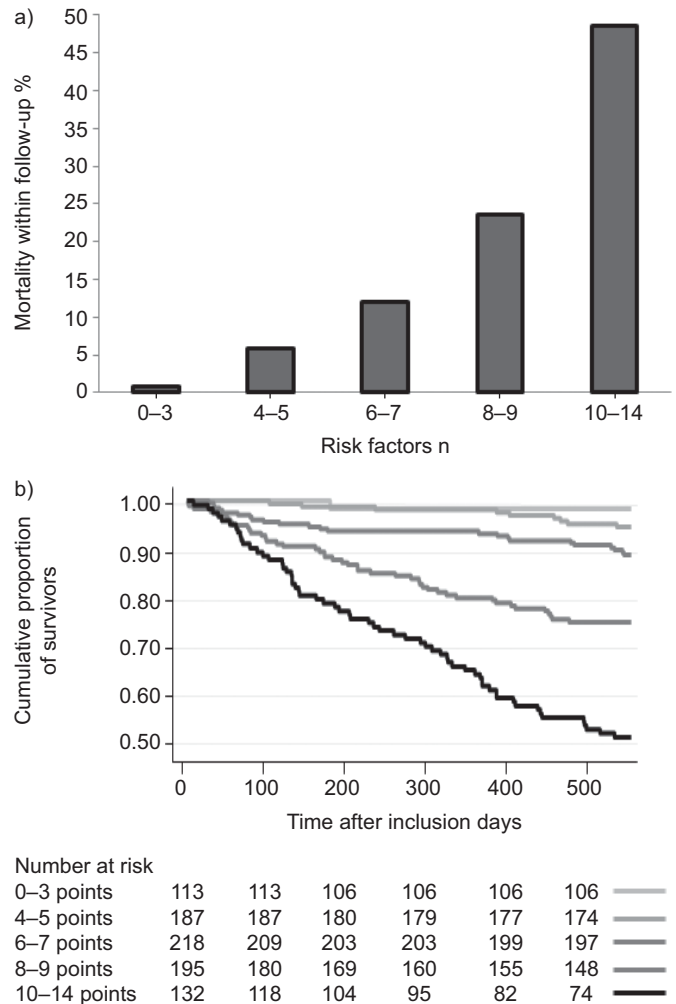 a)
Mortality within follow-up %
50
45
40
35
30
25
20
15
10
5
0
0–3 4–5 6–7 8–9 10–14
Risk factors n
b)
Cumulative proportion
of survivors
1.00
0.90
0.80
0.70
0.60
0.50
0 100 200 300 400 500
Time after inclusion days
Number at risk
0–3 points 113 113 106 106 106 106
4–5 points 187 187 180 179 177 174
6–7 points 218 209 203 203 199 197
8–9 points 195 180 169 160 155 148
10–14 points 132 118 104 95 82 74